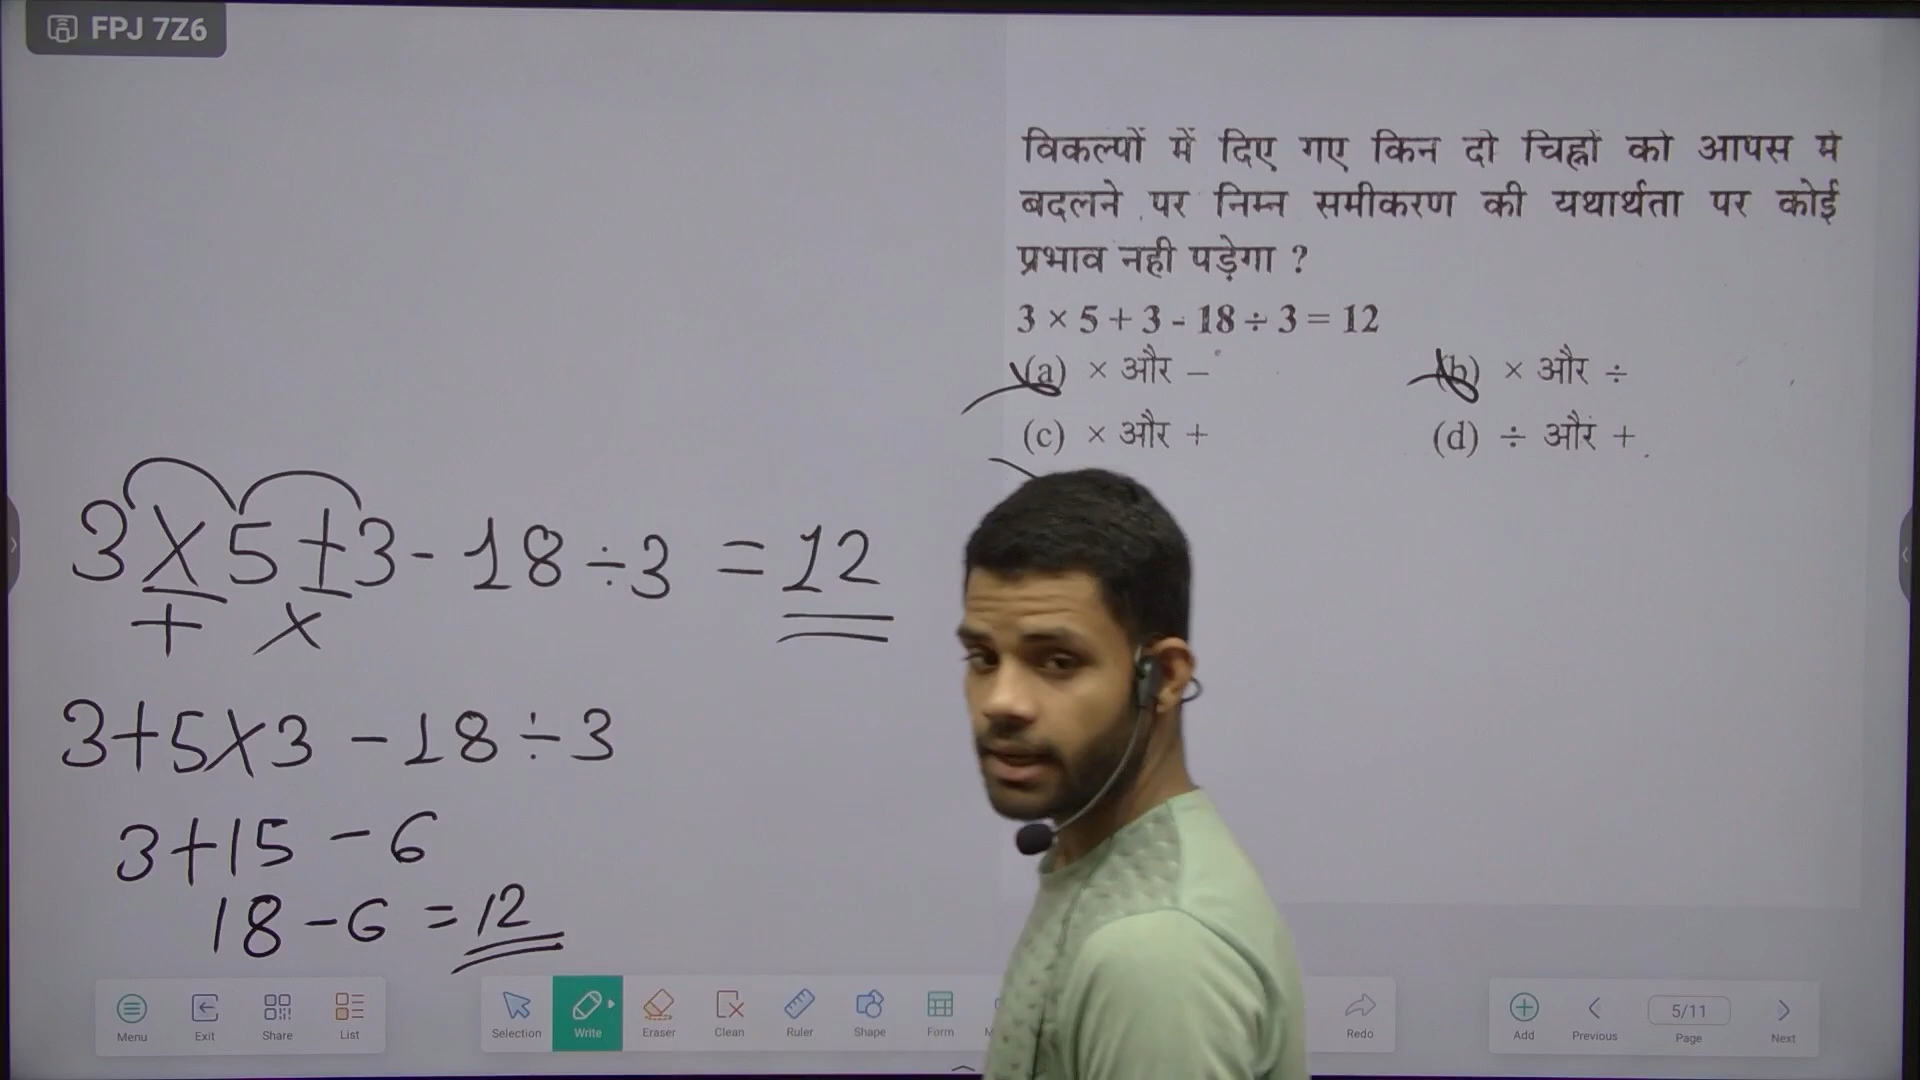 FPJ 7Z6
विकल्पों में दिए गए किन दो चिह्नों को आपस में
बदलने पर निम्न समीकरण की यथार्थता पर कोई
प्रभाव नही पड़ेगा ?
3 × 5 + 3 - 18 ÷ 3 = 12
(a) × और −
(b) × और ÷
(c) × और +
(d) ÷ और +
3 × 5 + 3 - 18 ÷ 3 = 12
+ ×
3+5×3 - 18 ÷ 3
3+15 - 6
18 - 6 = 12
Menu Exit Share List
Selection Write Eraser Clean Ruler Shape Form
Redo
Add Previous 5/11 Page Next